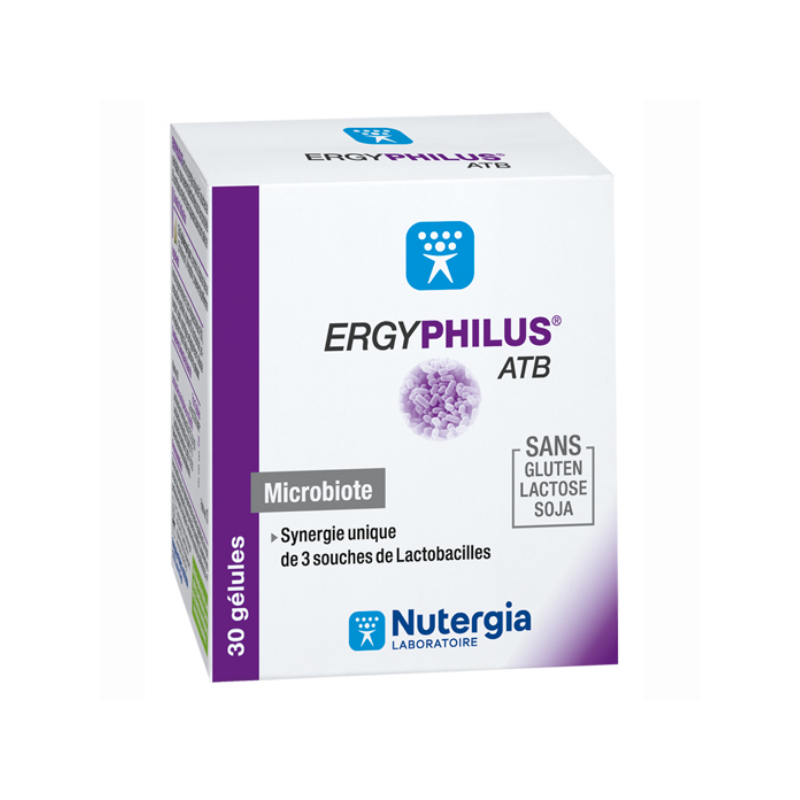 ERGYPHILUS®
ATB
ERGYPHILUS®
ATB
SANS
GLUTEN
LACTOSE
SOJA
Microbiote
Synergie unique
de 3 souches de Lactobacilles
30 gélules
Nutergia
LABORATOIRE